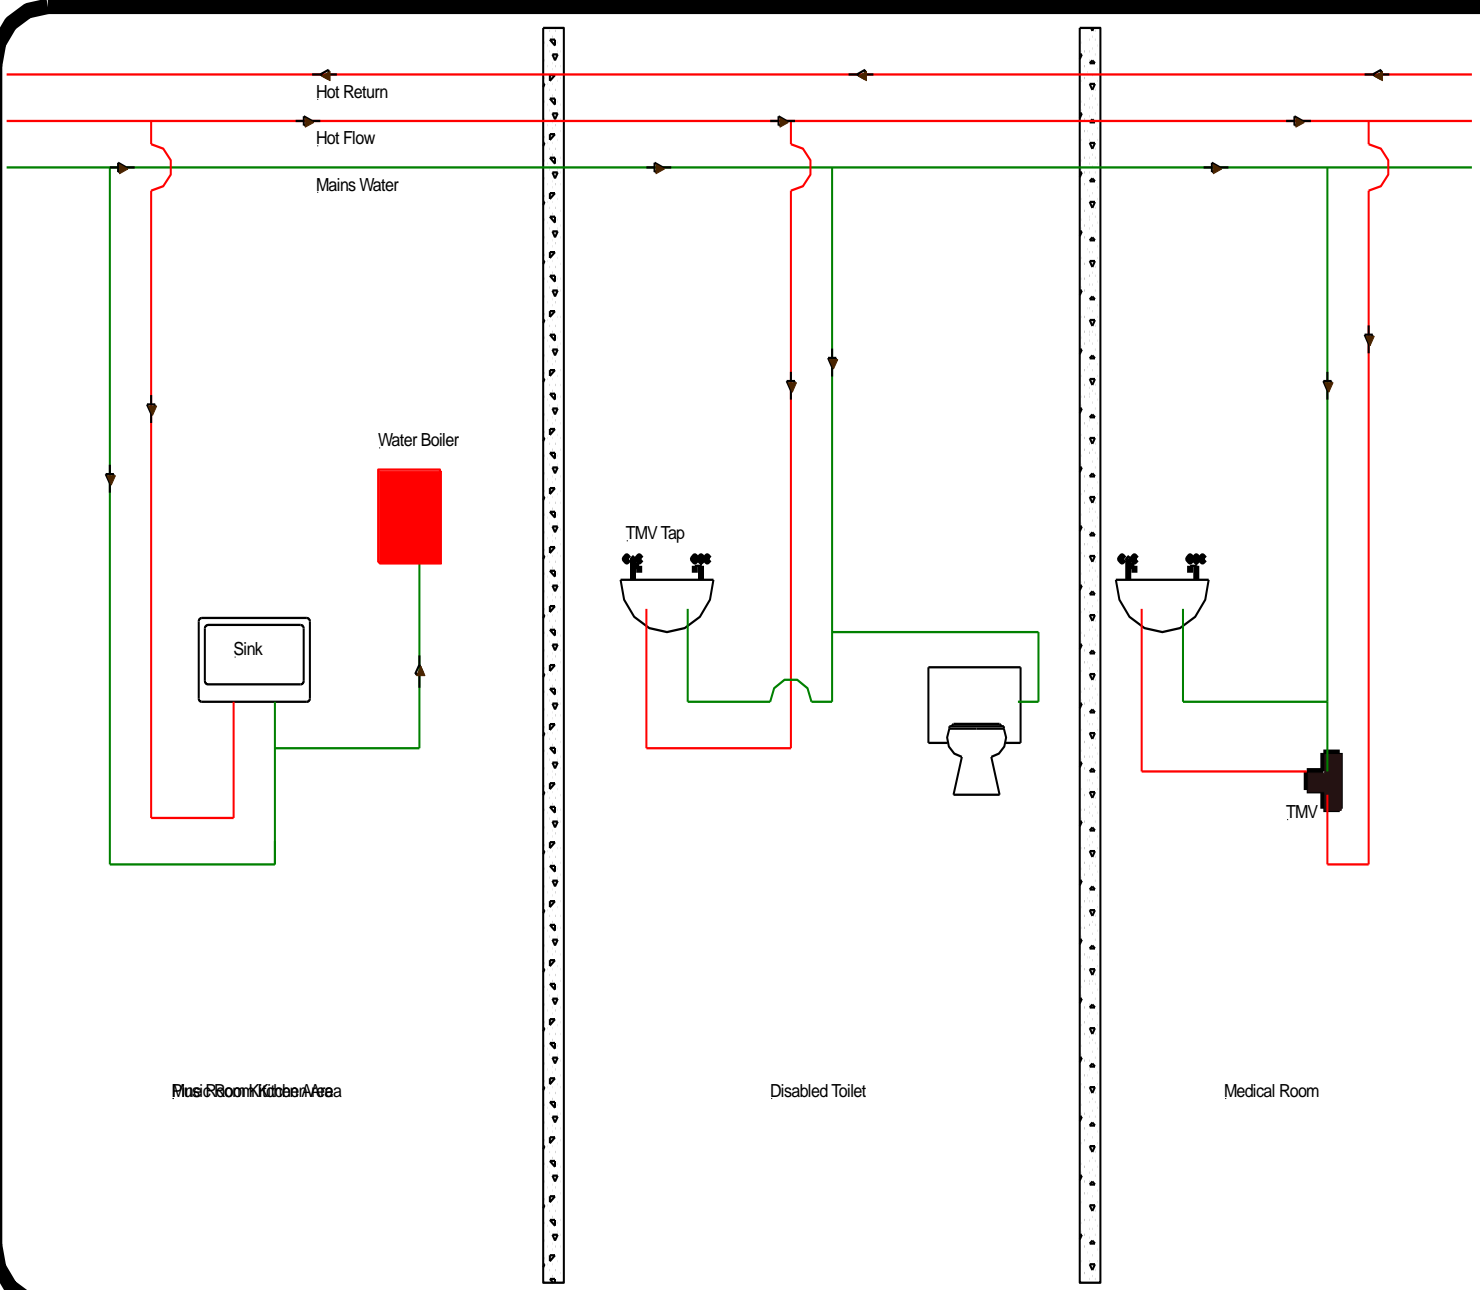 Hot Return
Hot Flow
Mains Water
Water Boiler
TMV Tap
Sink
TMV
Disabled Toilet
Medical Room